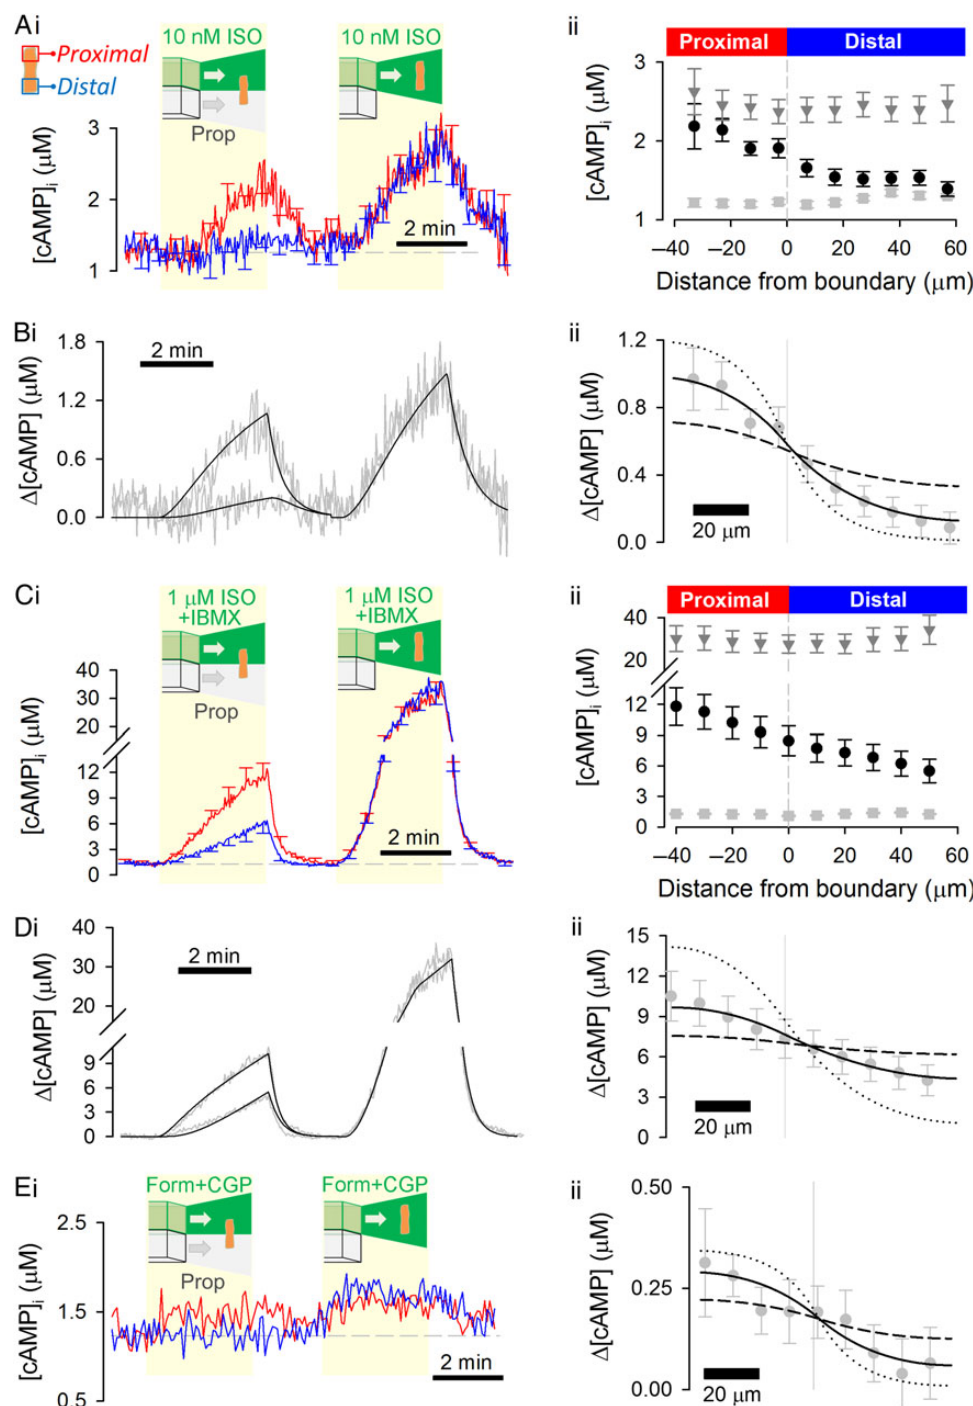 Ai
Proximal
Distal
10 nM ISO
10 nM ISO
Prop
[cAMP]i (μM)
3
2
1
2 min
ii
Proximal
Distal
[cAMP]i (μM)
3
2
1
−40
−20
0
20
40
60
Distance from boundary (μm)
Bi
2 min
Δ[cAMP] (μM)
1.8
1.2
0.6
0.0
ii
Δ[cAMP] (μM)
1.2
0.8
0.4
0.0
20 μm
Ci
1 μM ISO
+IBMX
1 μM ISO
+IBMX
Prop
[cAMP]i (μM)
40
30
20
12
9
6
3
0
2 min
ii
Proximal
Distal
[cAMP]i (μM)
40
30
20
12
9
6
3
0
−40
−20
0
20
40
60
Distance from boundary (μm)
Di
2 min
Δ[cAMP] (μM)
40
30
20
9
6
3
0
ii
Δ[cAMP] (μM)
15
12
9
6
3
0
20 μm
Ei
Form+CGP
Form+CGP
Prop
[cAMP]i (μM)
2.5
1.5
0.5
2 min
ii
Δ[cAMP] (μM)
0.50
0.25
0.00
20 μm